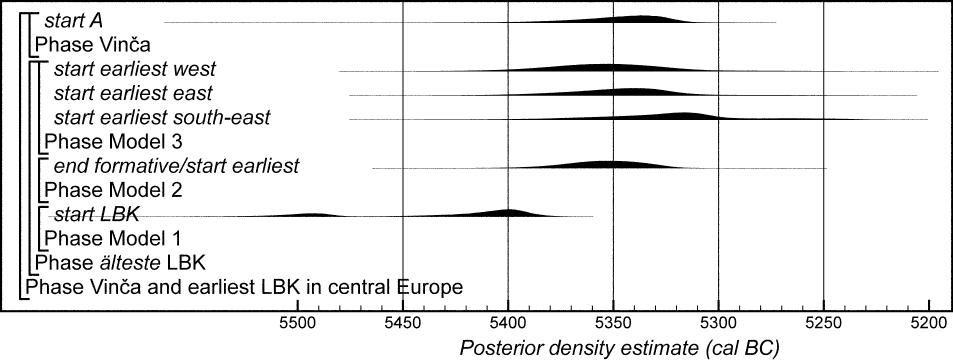 start A
Phase Vinča
start earliest west
start earliest east
start earliest south-east
Phase Model 3
end formative/start earliest
Phase Model 2
start LBK
Phase Model 1
Phase älteste LBK
Phase Vinča and earliest LBK in central Europe
5500 5450 5400 5350 5300 5250 5200
Posterior density estimate (cal BC)